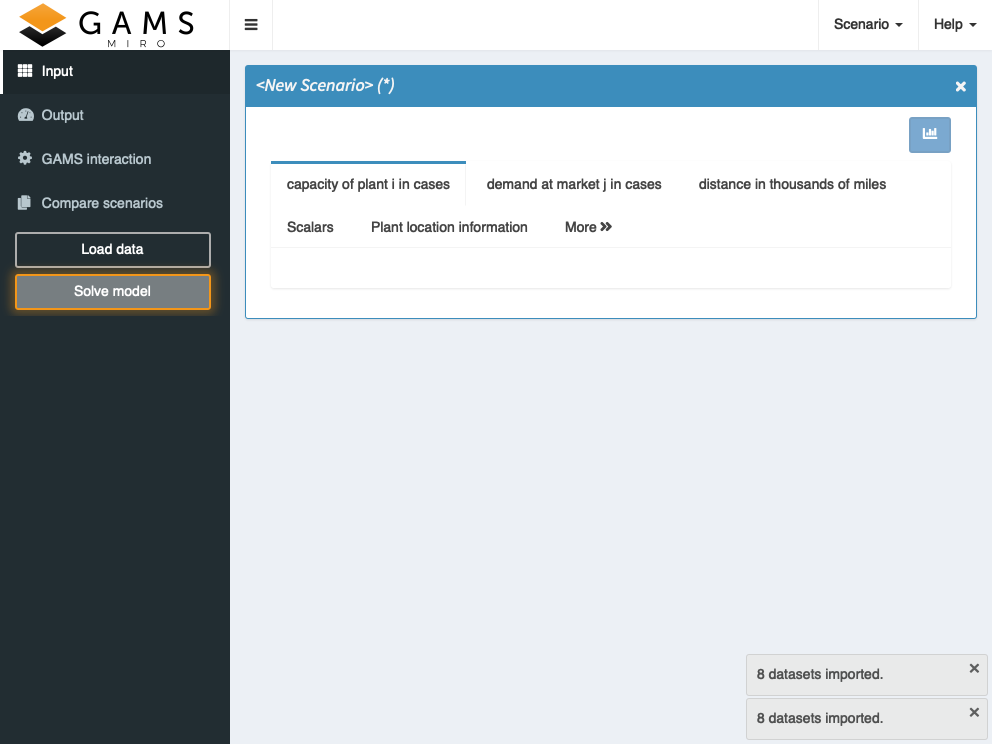 GAMS
MIRO
Scenario
Help
Input
Output
GAMS interaction
Compare scenarios
Load data
Solve model
<New Scenario> (*)
capacity of plant i in cases
demand at market j in cases
distance in thousands of miles
Scalars
Plant location information
More
8 datasets imported.
8 datasets imported.